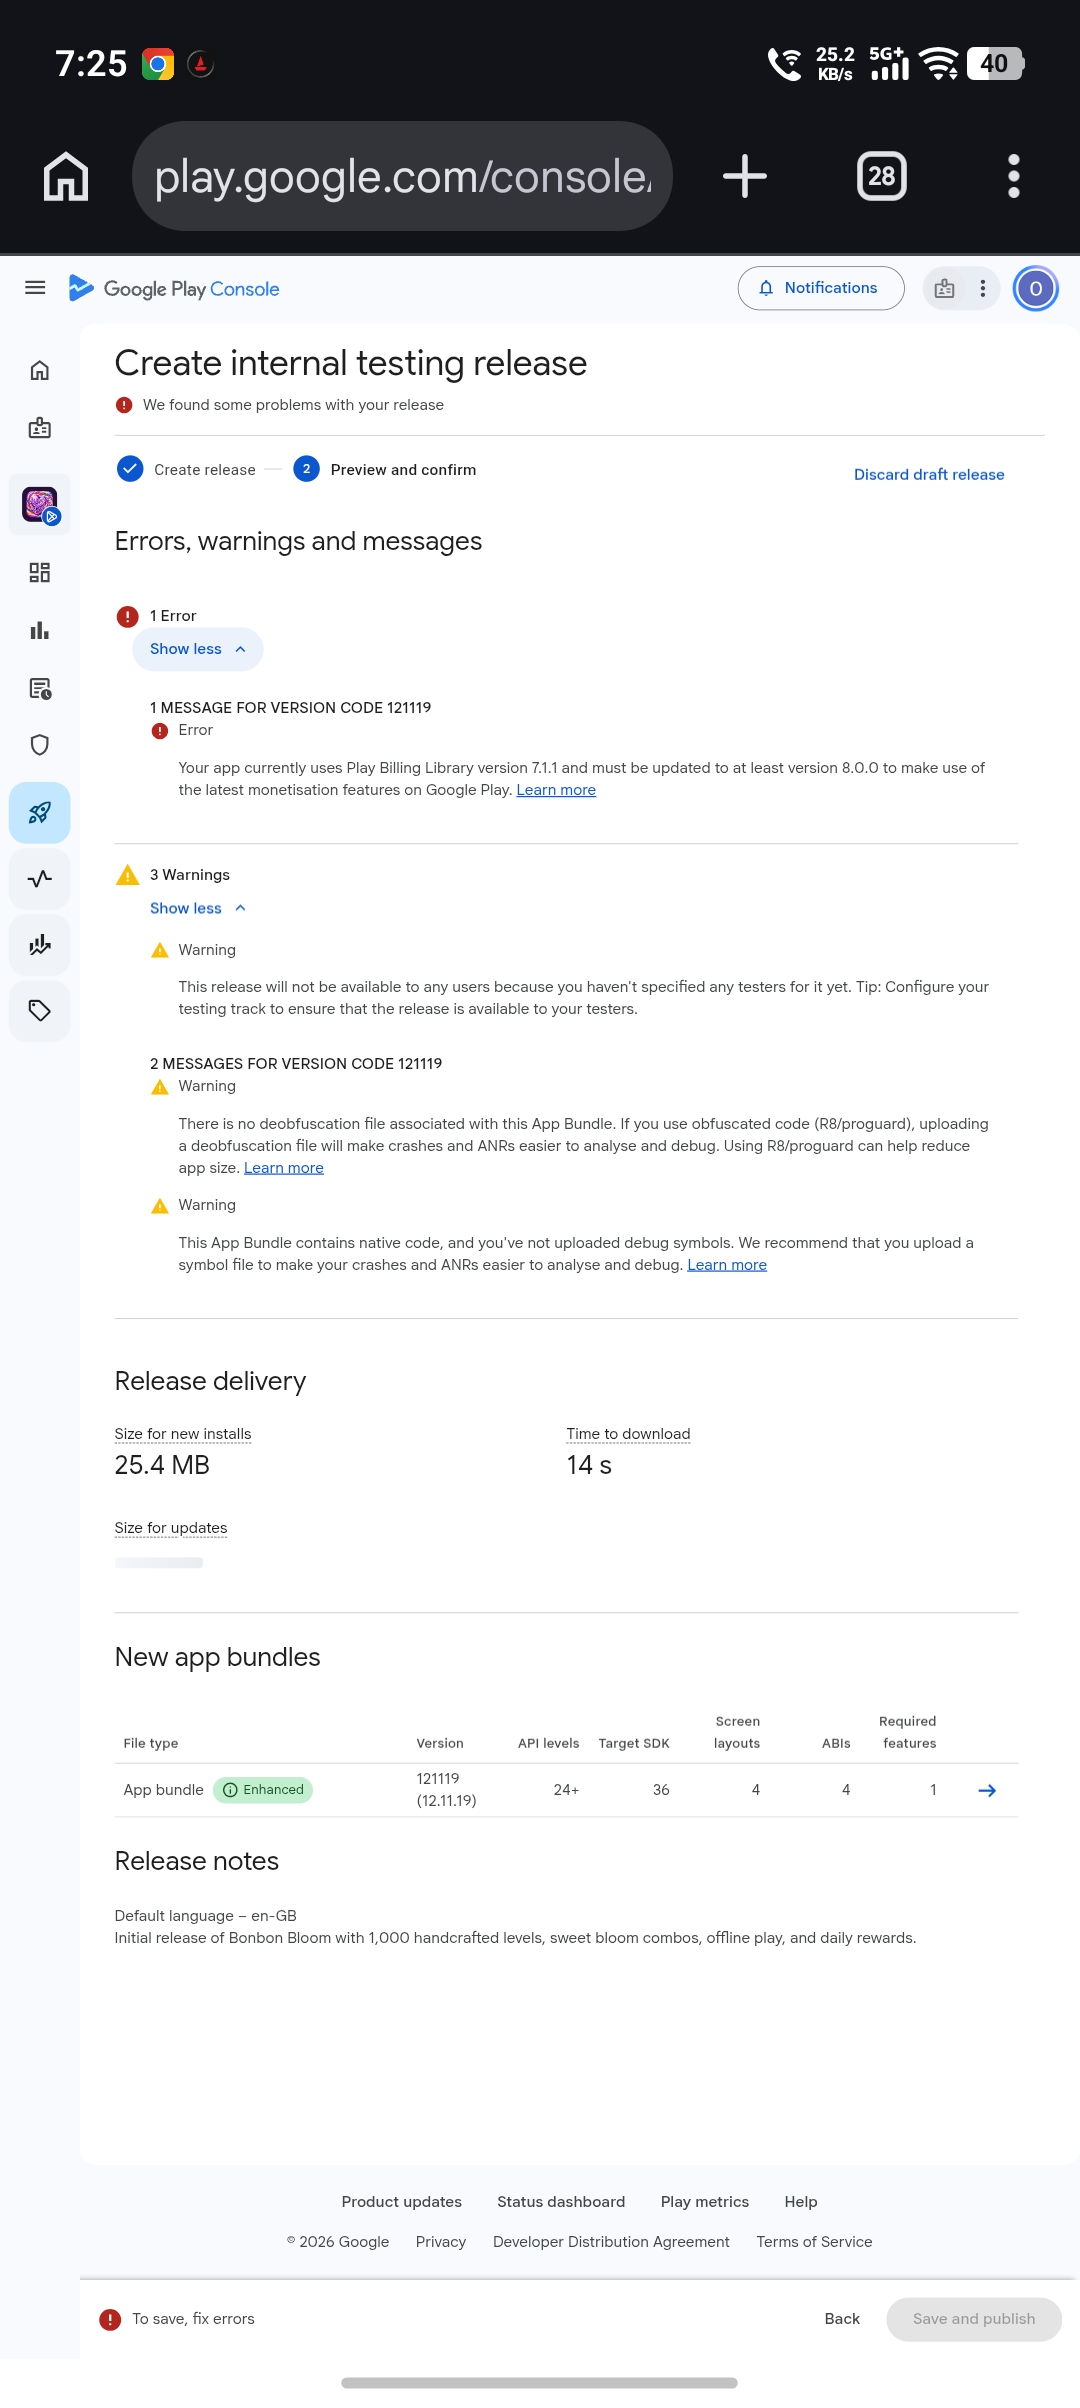 7:25
25.2
KB/s
5G+
40
play.google.com/console/
28
Google Play Console
Notifications
O
Create internal testing release
We found some problems with your release
Create release
2
Preview and confirm
Discard draft release
Errors, warnings and messages
1 Error
Show less
1 MESSAGE FOR VERSION CODE 121119
Error
Your app currently uses Play Billing Library version 7.1.1 and must be updated to at least version 8.0.0 to make use of
the latest monetisation features on Google Play. Learn more
3 Warnings
Show less
Warning
This release will not be available to any users because you haven't specified any testers for it yet. Tip: Configure your
testing track to ensure that the release is available to your testers.
2 MESSAGES FOR VERSION CODE 121119
Warning
There is no deobfuscation file associated with this App Bundle. If you use obfuscated code (R8/proguard), uploading
a deobfuscation file will make crashes and ANRs easier to analyse and debug. Using R8/proguard can help reduce
app size. Learn more
Warning
This App Bundle contains native code, and you've not uploaded debug symbols. We recommend that you upload a
symbol file to make your crashes and ANRs easier to analyse and debug. Learn more
Release delivery
Size for new installs
25.4 MB
Time to download
14 s
Size for updates
New app bundles
File type
Version
API levels
Target SDK
Screen
layouts
ABIs
Required
features
App bundle
Enhanced
121119
(12.11.19)
24+
36
4
4
1
Release notes
Default language – en-GB
Initial release of Bonbon Bloom with 1,000 handcrafted levels, sweet bloom combos, offline play, and daily rewards.
Product updates
Status dashboard
Play metrics
Help
© 2026 Google
Privacy
Developer Distribution Agreement
Terms of Service
To save, fix errors
Back
Save and publish